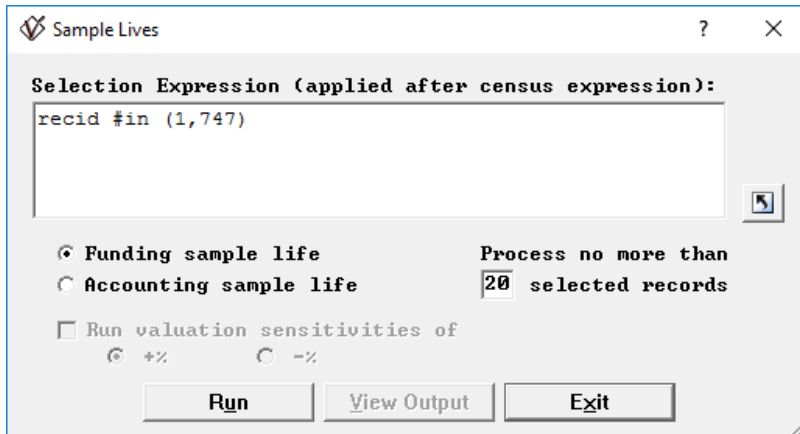 Sample Lives ?
Selection Expression (applied after census expression):
recid #in (1,747)
Funding sample life
Process no more than
Accounting sample life
20 selected records
Run valuation sensitivities of
+% -%
Run View Output Exit